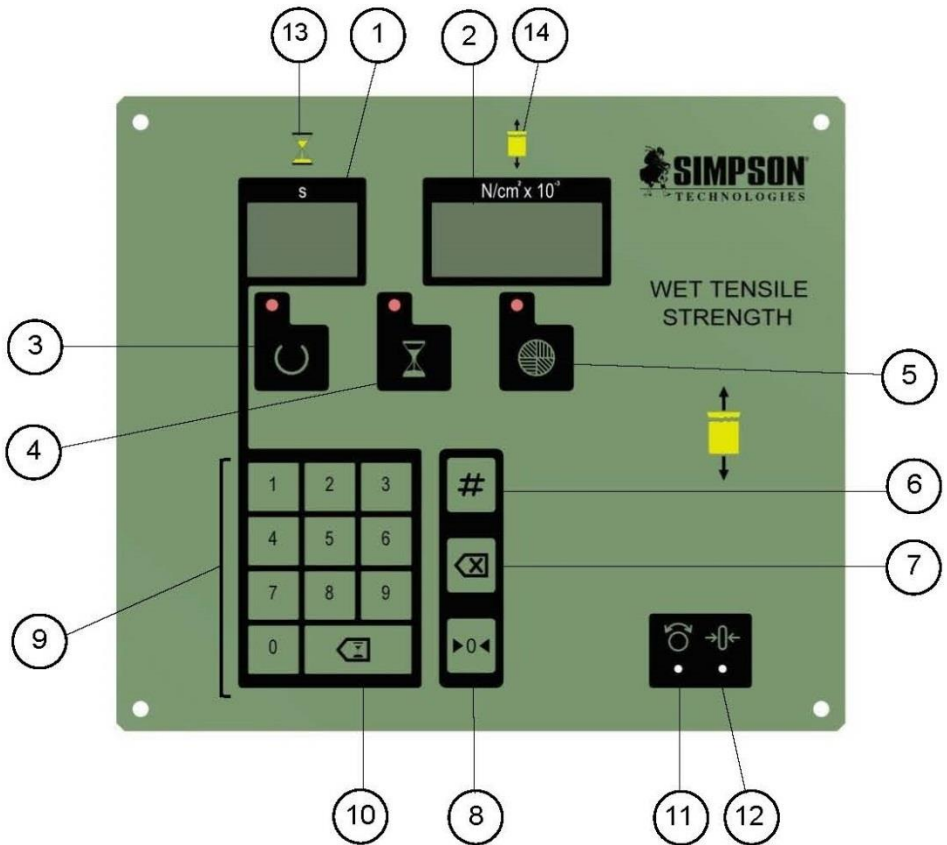 13 1 2 14
s
N/cm² x 10⁻³
SIMPSON®
TECHNOLOGIES
WET TENSILE
STRENGTH
3
4
5
1 2 3
#
6
4 5 6
7
7 8 9
9
0
▶0◀
10
8
11
12